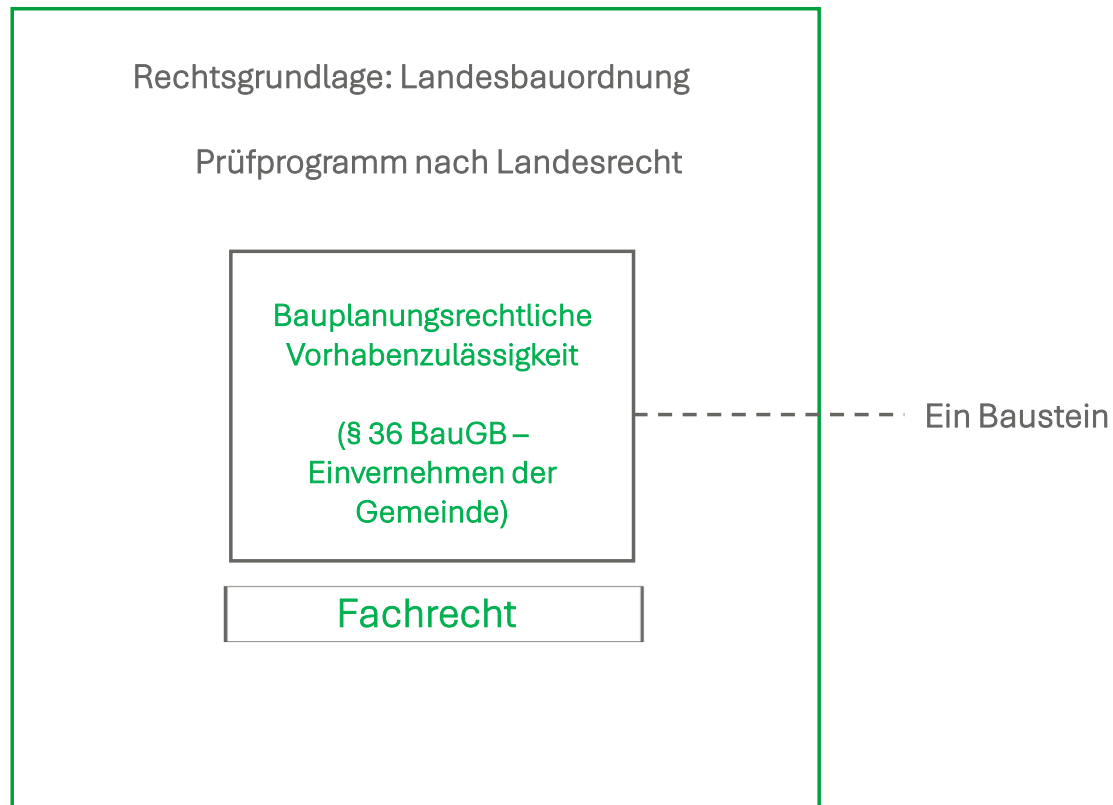 Rechtsgrundlage: Landesbauordnung
Prüfprogramm nach Landesrecht
Bauplanungsrechtliche
Vorhabenzulässigkeit
(§ 36 BauGB –
Einvernehmen der
Gemeinde)
Ein Baustein
Fachrecht